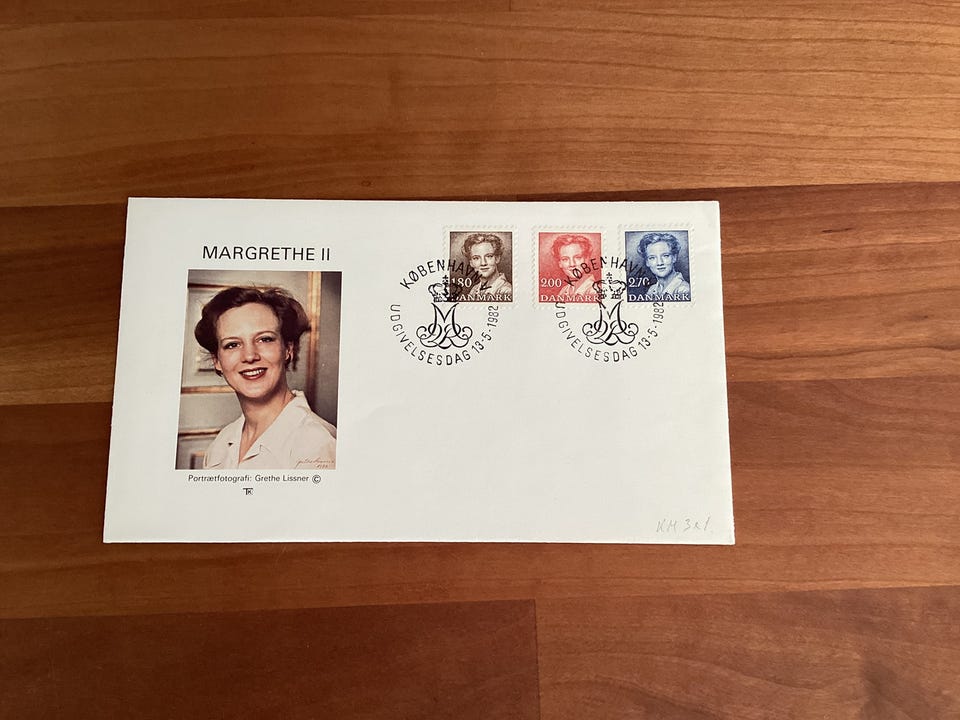 MARGRETHE II
1.80
DANMARK
2.00
DANMARK
2.70
DANMARK
KØBENHAVN
UDGIVELSESDAG 13-5-1982
KØBENHAVN
UDGIVELSESDAG 13-5-1982
Portrætfotografi: Grethe Lissner ©